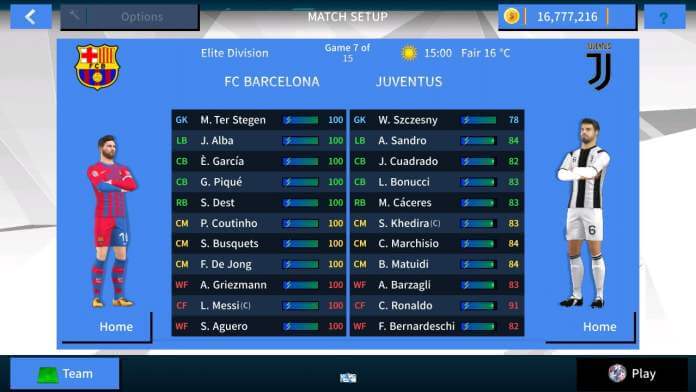 Options
MATCH SETUP
16,777,216
?
Elite Division
Game 7 of
15
15:00
Fair 16 °C
FCB
JUVENTUS
FC BARCELONA
JUVENTUS
GK M. Ter Stegen 100 GK W. Szczesny 78
LB J. Alba 100 LB A. Sandro 84
CB È. García 100 CB J. Cuadrado 82
CB G. Piqué 100 CB L. Bonucci 83
RB S. Dest 100 RB M. Cáceres 83
CM P. Coutinho 100 CM S. Khedira (C) 83
CM S. Busquets 100 CM C. Marchisio 84
CM F. De Jong 100 CM B. Matuidi 84
WF A. Griezmann 100 WF A. Barzagli 83
CF L. Messi (C) 100 CF C. Ronaldo 91
WF S. Aguero 100 WF F. Bernardeschi 82
6
Home
Home
Team
Play